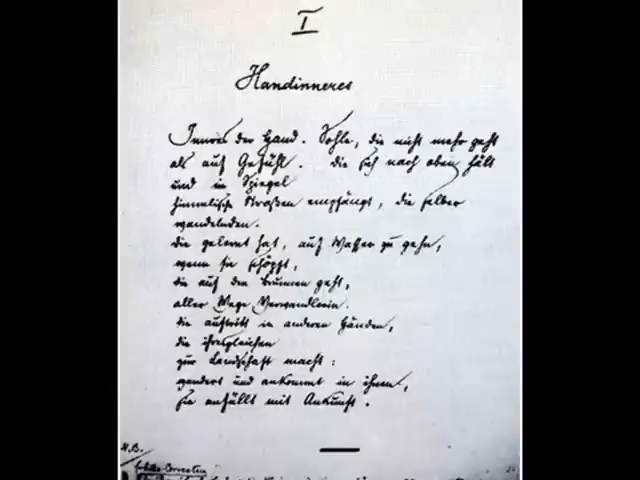 I
Handinneres
Innres der Hand. Sohle, die nicht mehr geht
als auf Gefühl. die sich nach oben hält
und im Spiegel
himmlische Straßen empfängt, die selber
wandelnden.
die gelernt hat, auf Wasser zu gehn,
wenn sie schöpft,
die auf den Brunnen geht,
aller Wege Verwandlerin.
die auftritt in anderen Händen,
die ihresgleichen
zur Landschaft macht:
wandert und ankommt in ihnen,
sie anfüllt mit Ankunft.
N.B.